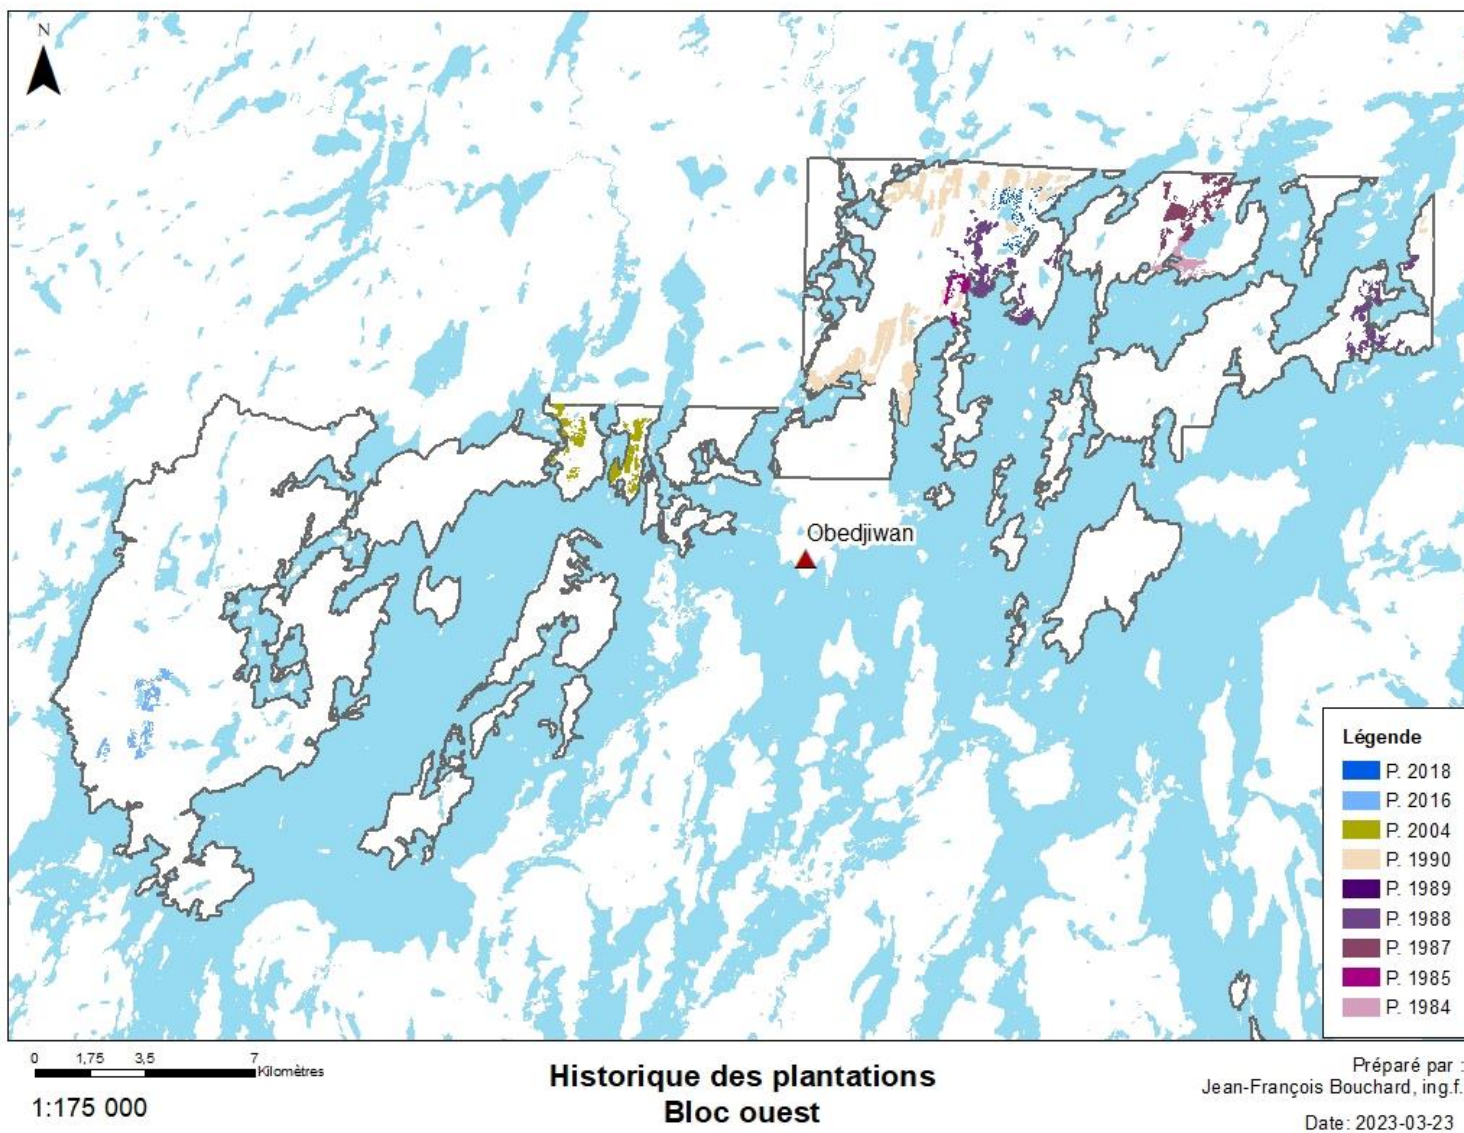 N
Obedjiwan
Légende
P. 2018
P. 2016
P. 2004
P. 1990
P. 1989
P. 1988
P. 1987
P. 1985
P. 1984
0 1,75 3,5 7
Kilomètres
1:175 000
Historique des plantations
Bloc ouest
Préparé par :
Jean-François Bouchard, ing.f.
Date: 2023-03-23